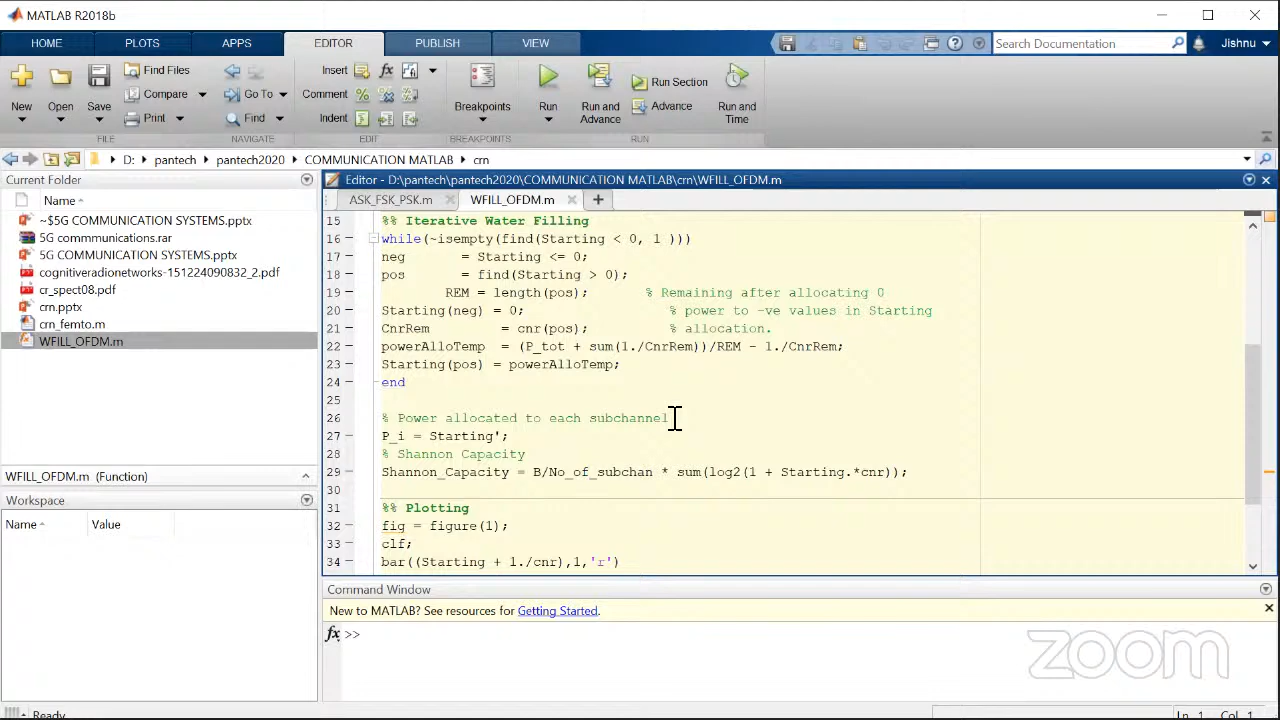 MATLAB R2018b
HOME
PLOTS
APPS
EDITOR
PUBLISH
VIEW
Search Documentation
Jishnu
New
Open
Save
Find Files
Compare
Print
Go To
Find
Insert
fx
Comment
Indent
Breakpoints
Run
Run and
Advance
Run Section
Advance
Run and
Time
FILE
NAVIGATE
EDIT
BREAKPOINTS
RUN
D: pantech pantech2020 COMMUNICATION MATLAB crn
Current Folder
Name
~$5G COMMUNICATION SYSTEMS.pptx
5G commmunications.rar
5G COMMUNICATION SYSTEMS.pptx
cognitiveradionetworks-151224090832_2.pdf
cr_spect08.pdf
crn.pptx
crn_femto.m
WFILL_OFDM.m
WFILL_OFDM.m (Function)
Workspace
Name
Value
Editor - D:\pantech\pantech2020\COMMUNICATION MATLAB\crn\WFILL_OFDM.m
ASK_FSK_PSK.m
WFILL_OFDM.m
15 %% Iterative Water Filling
16 while(~isempty(find(Starting < 0, 1 )))
17 neg = Starting <= 0;
18 pos = find(Starting > 0);
19 REM = length(pos); % Remaining after allocating 0
20 Starting(neg) = 0; % power to -ve values in Starting
21 CnrRem = cnr(pos); % allocation.
22 powerAlloTemp = (P_tot + sum(1./CnrRem))/REM - 1./CnrRem;
23 Starting(pos) = powerAlloTemp;
24 end
25
26 % Power allocated to each subchannel
27 P_i = Starting';
28 % Shannon Capacity
29 Shannon_Capacity = B/No_of_subchan * sum(log2(1 + Starting.*cnr));
30
31 %% Plotting
32 fig = figure(1);
33 clf;
34 bar((Starting + 1./cnr),1,'r')
Command Window
New to MATLAB? See resources for Getting Started.
fx >>
zoom
Ready
Ln 1 Col 1